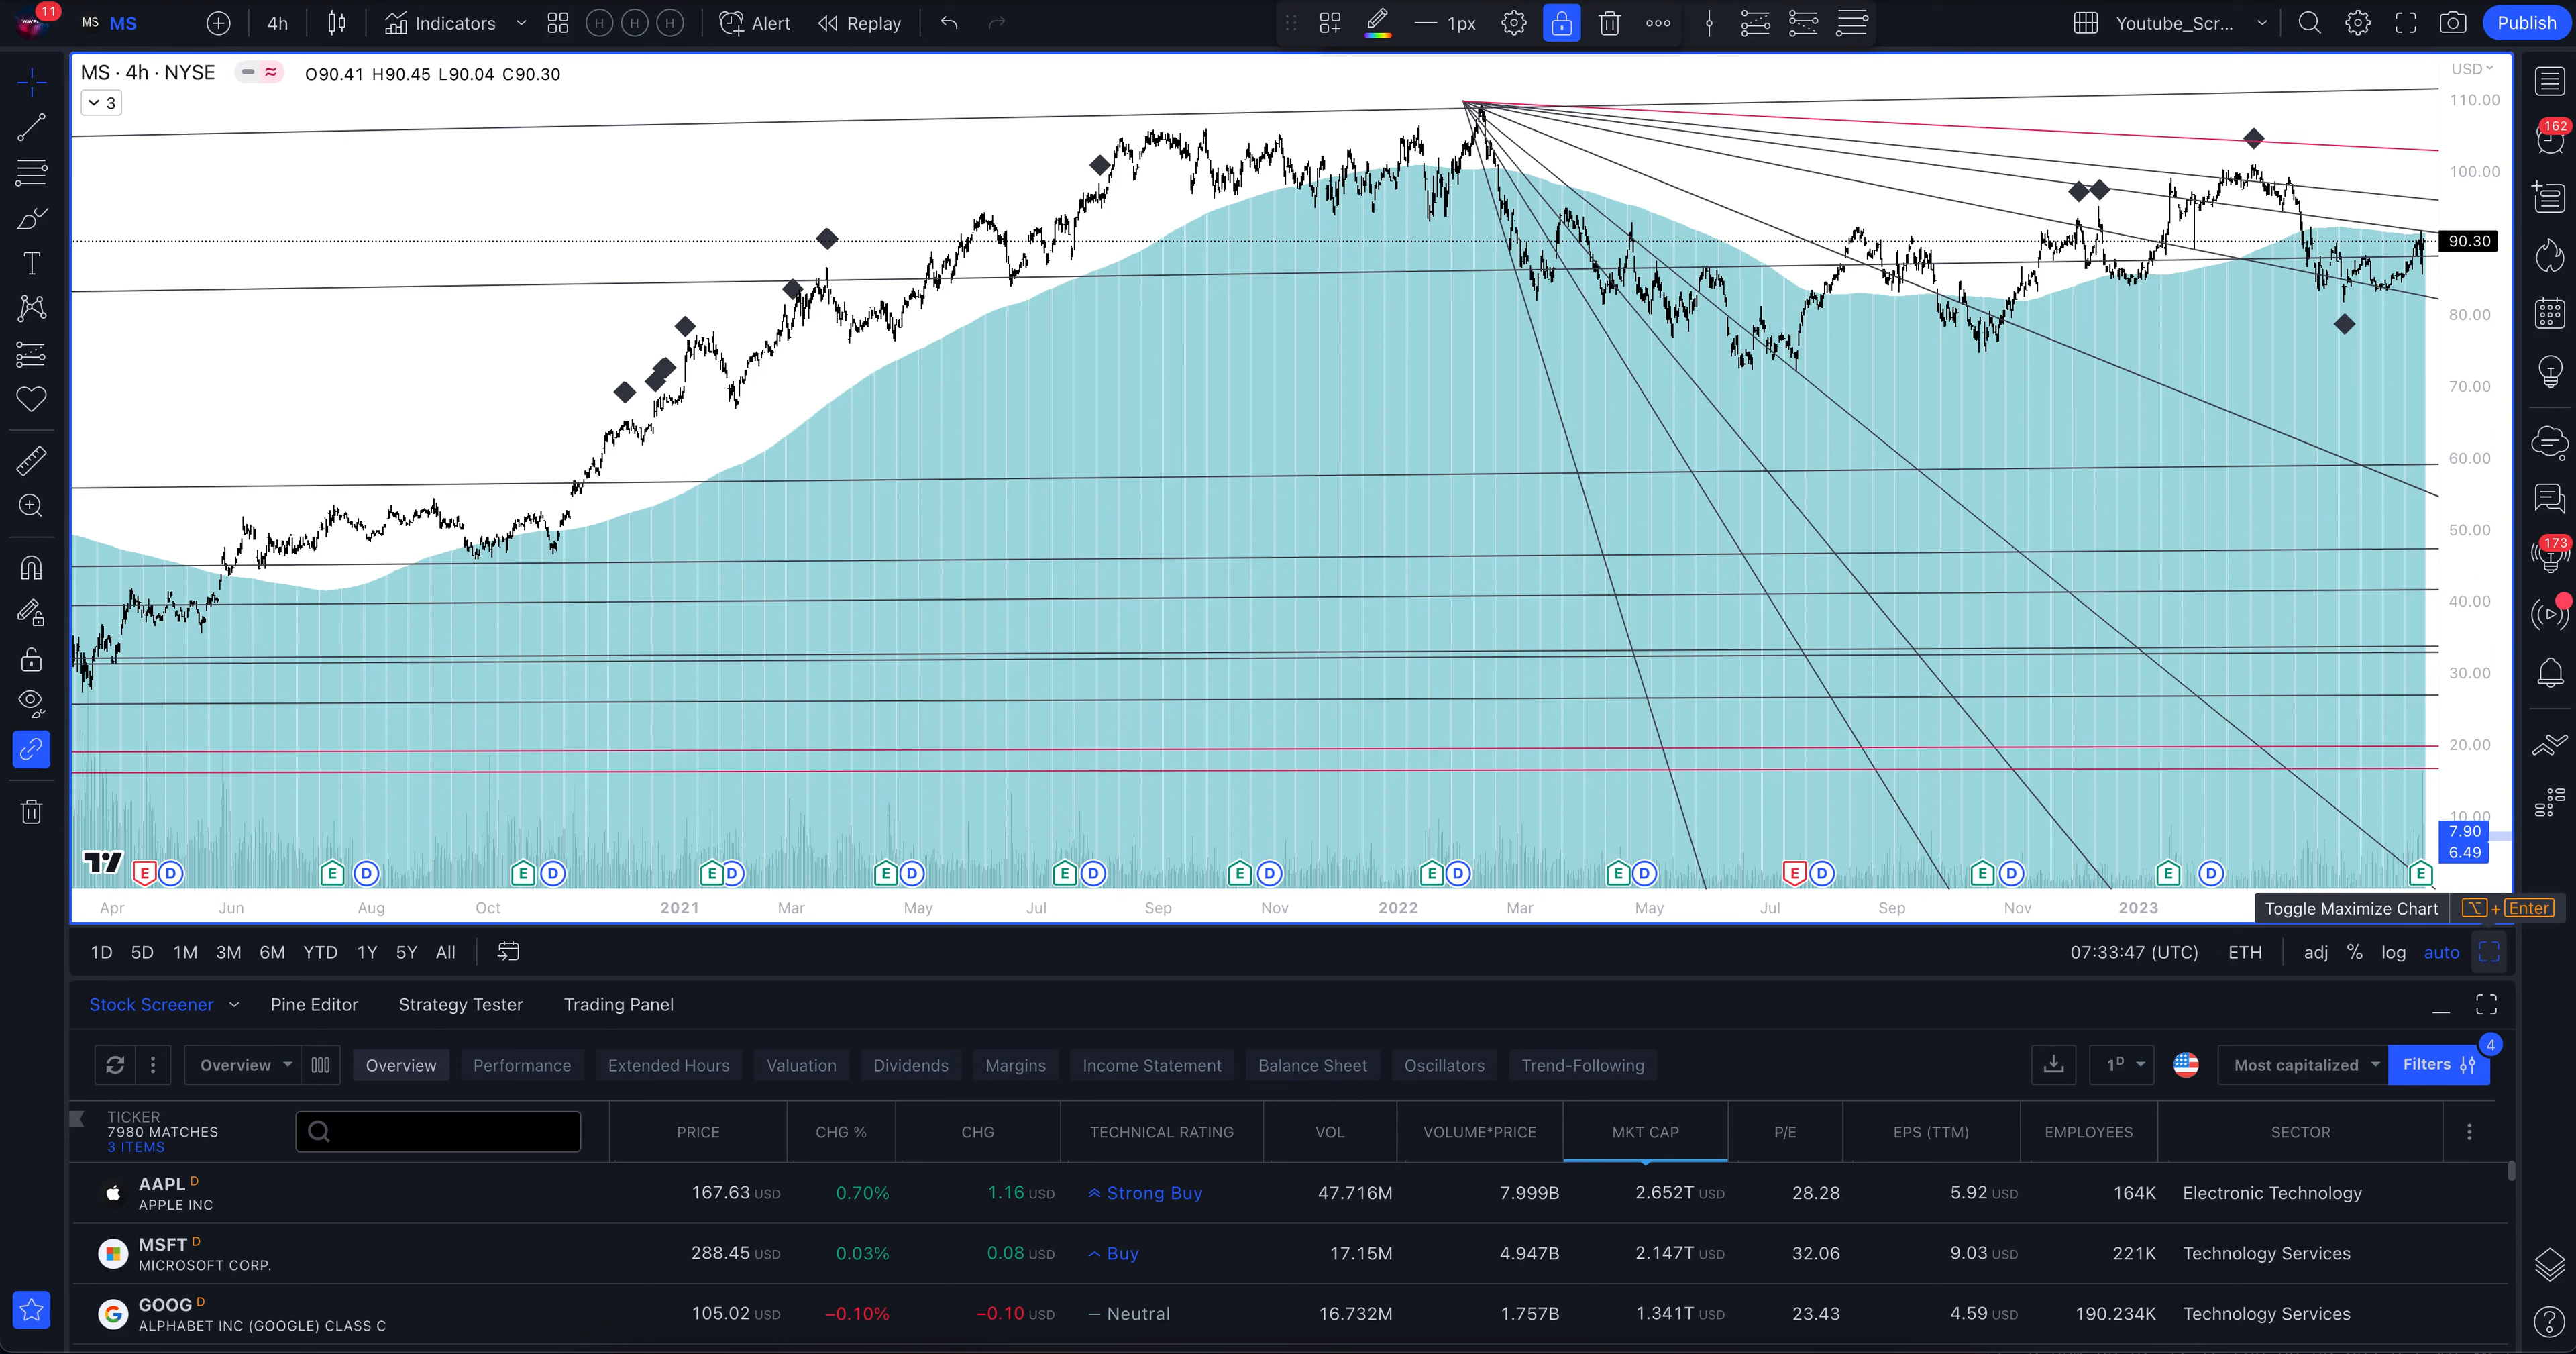 11
MS MS 4h Indicators H H H Alert Replay 1px Youtube_Scr... Publish
MS · 4h · NYSE O90.41 H90.45 L90.04 C90.30
3
USD
110.00
100.00
90.30
80.00
70.00
60.00
50.00
40.00
30.00
20.00
10.00
7.90
6.49
162
173
E D E D E D E D E D E D E D E D E D E D E D E D E
Apr Jun Aug Oct 2021 Mar May Jul Sep Nov 2022 Mar May Jul Sep Nov 2023
Toggle Maximize Chart ⌥ + Enter
1D 5D 1M 3M 6M YTD 1Y 5Y All 07:33:47 (UTC) ETH adj % log auto
Stock Screener Pine Editor Strategy Tester Trading Panel
Overview Overview Performance Extended Hours Valuation Dividends Margins Income Statement Balance Sheet Oscillators Trend-Following 1D Most capitalized Filters 4
TICKER
7980 MATCHES
3 ITEMS
PRICE CHG % CHG TECHNICAL RATING VOL VOLUME*PRICE MKT CAP P/E EPS (TTM) EMPLOYEES SECTOR
AAPL D 167.63 USD 0.70% 1.16 USD Strong Buy 47.716M 7.999B 2.652T USD 28.28 5.92 USD 164K Electronic Technology
APPLE INC
MSFT D 288.45 USD 0.03% 0.08 USD Buy 17.15M 4.947B 2.147T USD 32.06 9.03 USD 221K Technology Services
MICROSOFT CORP.
GOOG D 105.02 USD −0.10% −0.10 USD — Neutral 16.732M 1.757B 1.341T USD 23.43 4.59 USD 190.234K Technology Services
ALPHABET INC (GOOGLE) CLASS C